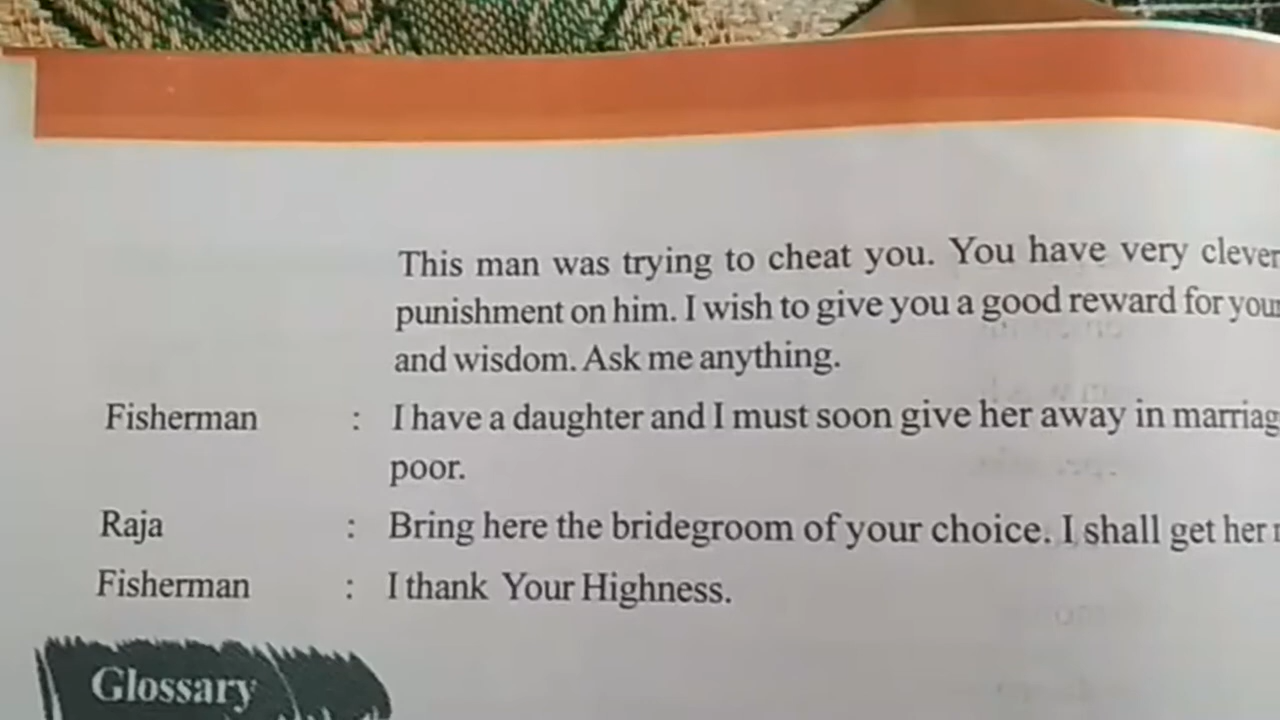 This man was trying to cheat you. You have very clever
punishment on him. I wish to give you a good reward for your
and wisdom. Ask me anything.
Fisherman : I have a daughter and I must soon give her away in marriag
poor.
Raja : Bring here the bridegroom of your choice. I shall get her
Fisherman : I thank Your Highness.
Glossary